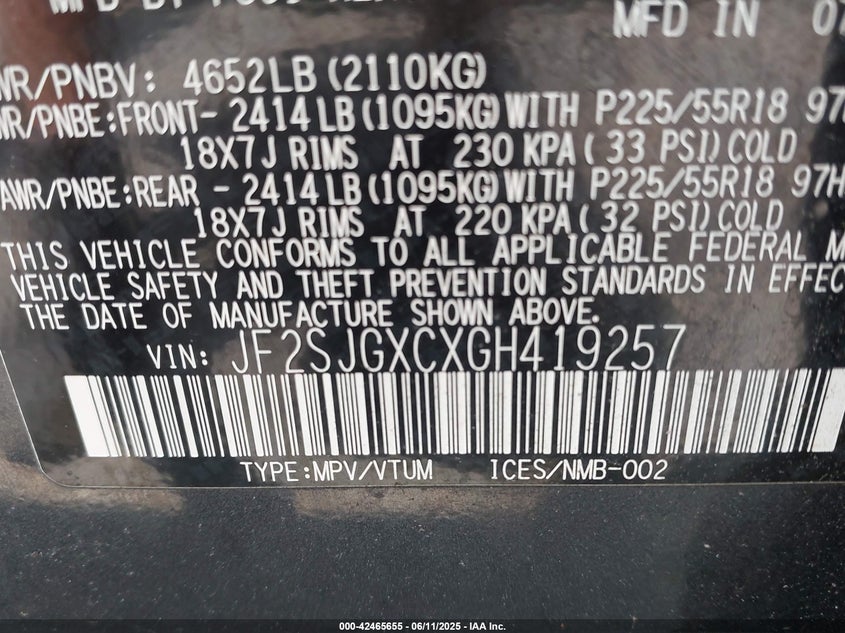 MFD IN 07
WR/PNBV: 4652LB (2110KG)
WR/PNBE:FRONT- 2414 LB (1095KG) WITH P225/55R18 97H
18X7J RIMS AT 230 KPA ( 33 PSI) COLD
AWR/PNBE:REAR - 2414 LB (1095KG) WITH P225/55R18 97H
18X7J RIMS AT 220 KPA ( 32 PSI) COLD
THIS VEHICLE CONFORMS TO ALL APPLICABLE FEDERAL M
VEHICLE SAFETY AND THEFT PREVENTION STANDARDS IN EFFEC
THE DATE OF MANUFACTURE SHOWN ABOVE.
VIN: JF2SJGXCXGH419257
TYPE:MPV/VTUM ICES/NMB-002
000-42465655 - 06/11/2025 - IAA Inc.